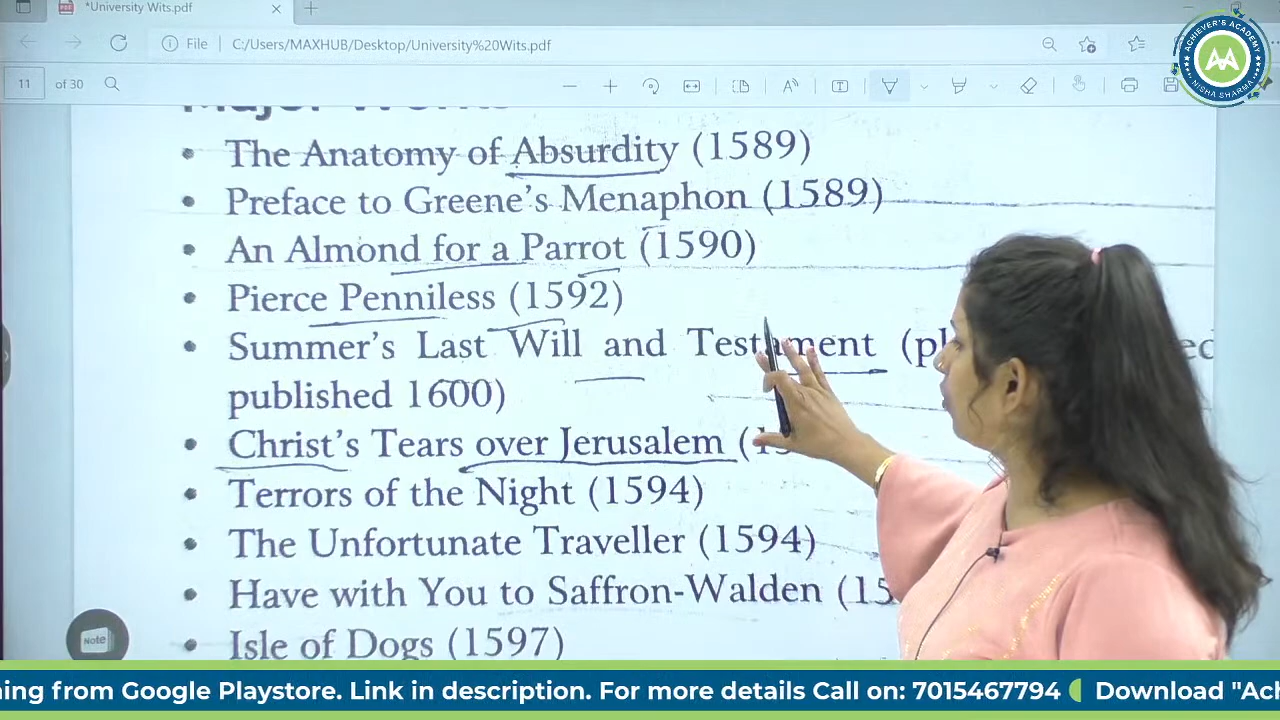 *University Wits.pdf
File
C:/Users/MAXHUB/Desktop/University%20Wits.pdf
11 of 30
ACHIEVER'S ACADEMY
NISHA SHARMA
Major Works
• The Anatomy of Absurdity (1589)
• Preface to Greene's Menaphon (1589)
• An Almond for a Parrot (1590)
• Pierce Penniless (1592)
• Summer's Last Will and Testament
published 1600)
• Christ's Tears over Jerusalem
• Terrors of the Night (1594)
• The Unfortunate Traveller (1594)
• Have with You to Saffron-Walden
• Isle of Dogs (1597)
Note
from Google Playstore. Link in description. For more details Call on: 7015467794 Download